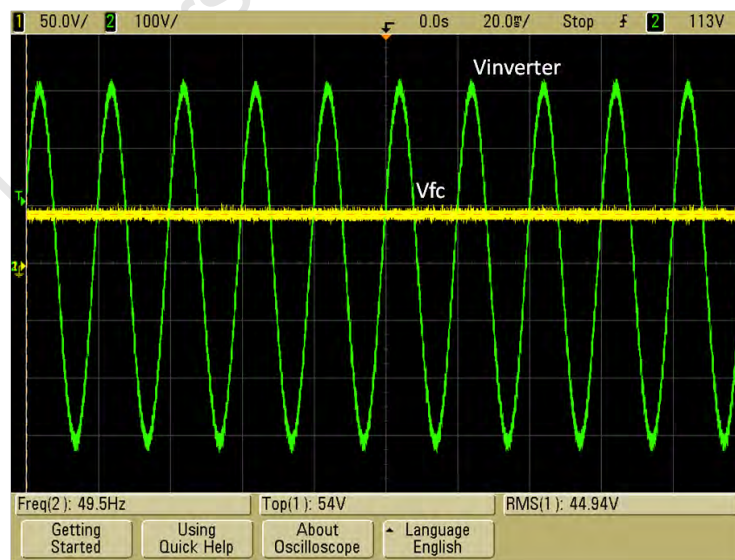 1 50.0V/ 2 100V/ 0.0s 20.0㎳/ Stop 2 113V
Vinverter
Vfc
T
2
Freq(2): 49.5Hz Top(1): 54V RMS(1): 44.94V
Getting Started Using Quick Help About Oscilloscope Language English